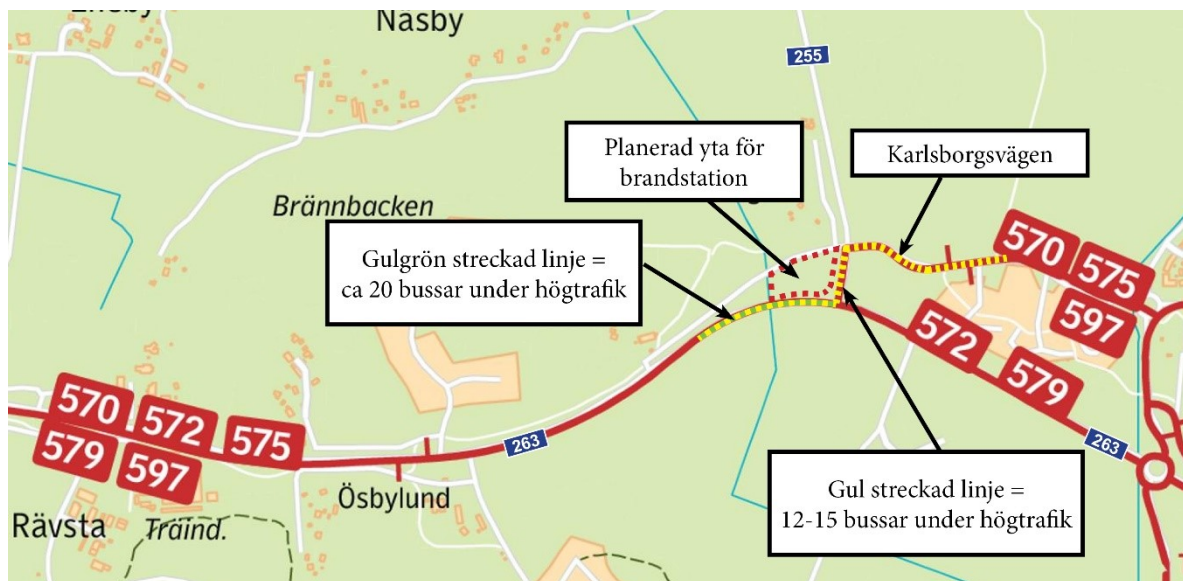 Näsby
255
Planerad yta för
brandstation
Karlsborgsvägen
Brännbacken
Gulgrön streckad linje =
ca 20 bussar under högtrafik
570
575
597
572
579
570
572
575
579
597
263
263
Ösbylund
Gul streckad linje =
12-15 bussar under högtrafik
Rävsta
Träind.